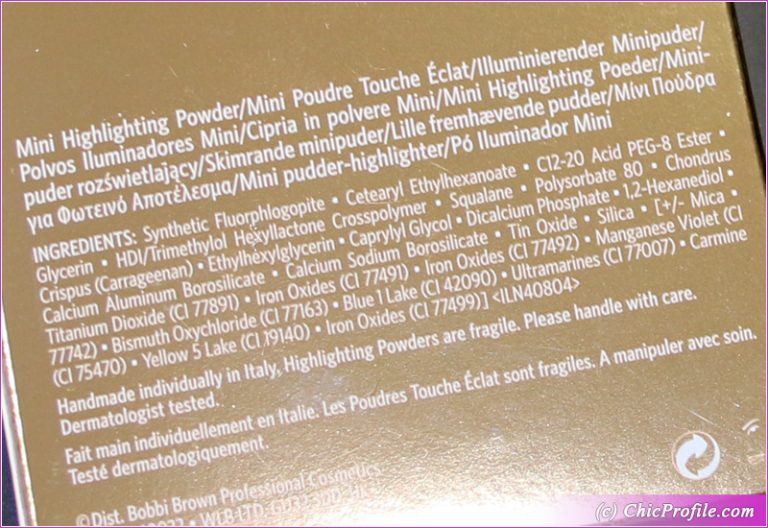 Mini Highlighting Powder/Mini Poudre Touche Éclat/Illuminierender Minipuder/
Polvos Iluminadores Mini/Cipria in polvere Mini/Mini Highlighting Poeder/Mini-
puder rozświetlający/Skimrande minipuder/Lille fremhævende pudder/Μινι Πούδρα
για Φωτεινό Αποτέλεσμα/Mini pudder-highlighter/Pó Iluminador Mini
INGREDIENTS: Synthetic Fluorphlogopite • Cetearyl Ethylhexanoate • C12-20 Acid PEG-8 Ester •
Glycerin • HDI/Trimethylol Hexyllactone Crosspolymer • Squalane • Polysorbate 80 • Chondrus
Crispus (Carrageenan) • Ethylhexylglycerin • Caprylyl Glycol • Dicalcium Phosphate • 1,2-Hexanediol •
Calcium Aluminum Borosilicate • Calcium Sodium Borosilicate • Tin Oxide • Silica • [+/- Mica •
Titanium Dioxide (CI 77891) • Iron Oxides (CI 77491) • Iron Oxides (CI 77492) • Manganese Violet (CI
77742) • Bismuth Oxychloride (CI 77163) • Blue 1 Lake (CI 42090) • Ultramarines (CI 77007) • Carmine
(CI 75470) • Yellow 5 Lake (CI 19140) • Iron Oxides (CI 77499)] <ILN40804>
Handmade individually in Italy, Highlighting Powders are fragile. Please handle with care.
Dermatologist tested.
Fait main individuellement en Italie. Les Poudres Touche Éclat sont fragiles. A manipuler avec soin.
Testé dermatologiquement.
©Dist. Bobbi Brown Professional Cosmetics
(c) ChicProfile.com